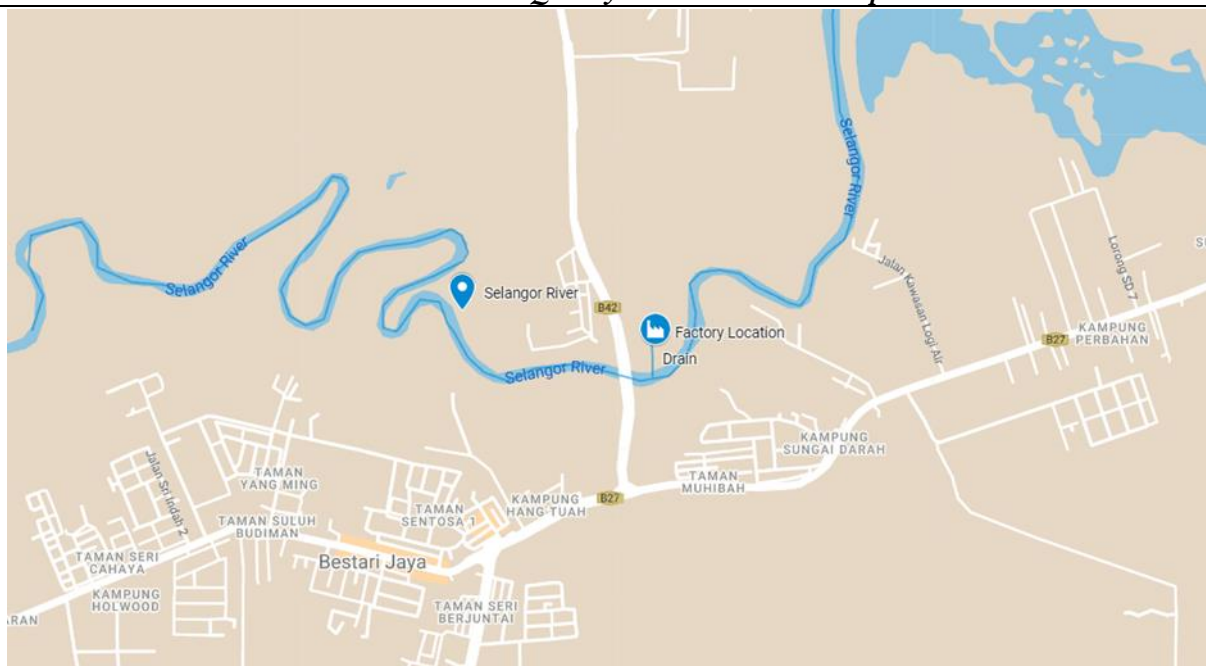 Selangor River
Selangor River
Jalan Kawasan Logi Air
Lorong SD 7
Selangor River
B42
Factory Location
Drain
KAMPUNG
PERBAHAN
B27
Selangor River
KAMPUNG
SUNGAI DARAH
TAMAN
MUHIBAH
B27
KAMPUNG
HANG TUAH
TAMAN
YANG MING
Jalan Sri Indah 2
TAMAN
SENTOSA 1
TAMAN SULUH
BUDIMAN
TAMAN SERI
CAHAYA
Bestari Jaya
KAMPUNG
HOLWOOD
TAMAN SERI
BERJUNTAI
ARAN